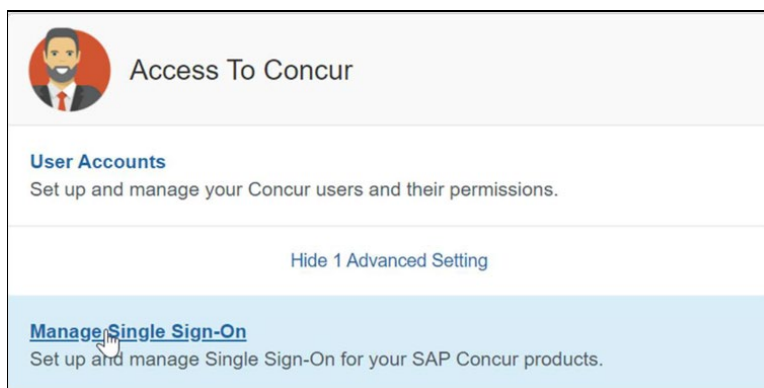 Access To Concur
User Accounts
Set up and manage your Concur users and their permissions.
Hide 1 Advanced Setting
Manage Single Sign-On
Set up and manage Single Sign-On for your SAP Concur products.